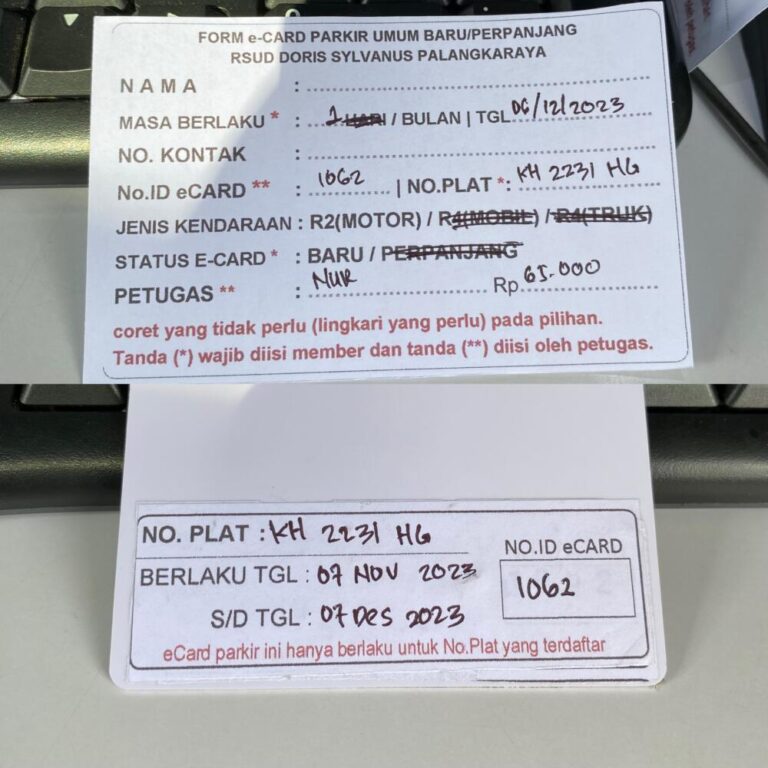 FORM e-CARD PARKIR UMUM BARU/PERPANJANG
RSUD DORIS SYLVANUS PALANGKARAYA
NAMA :
MASA BERLAKU * : 1 HARI / BULAN | TGL 06/12/2023
NO. KONTAK :
No.ID eCARD ** : 1062 | NO.PLAT *: KH 2231 HG
JENIS KENDARAAN : R2(MOTOR) / R4(MOBIL) / R4(TRUK)
STATUS E-CARD * : BARU / PERPANJANG
PETUGAS ** : NUR Rp 65.000
coret yang tidak perlu (lingkari yang perlu) pada pilihan.
Tanda (*) wajib diisi member dan tanda (**) diisi oleh petugas.
NO. PLAT : KH 2231 HG
NO.ID eCARD
BERLAKU TGL : 07 NOV 2023
1062
S/D TGL : 07 DES 2023
eCard parkir ini hanya berlaku untuk No.Plat yang terdaftar